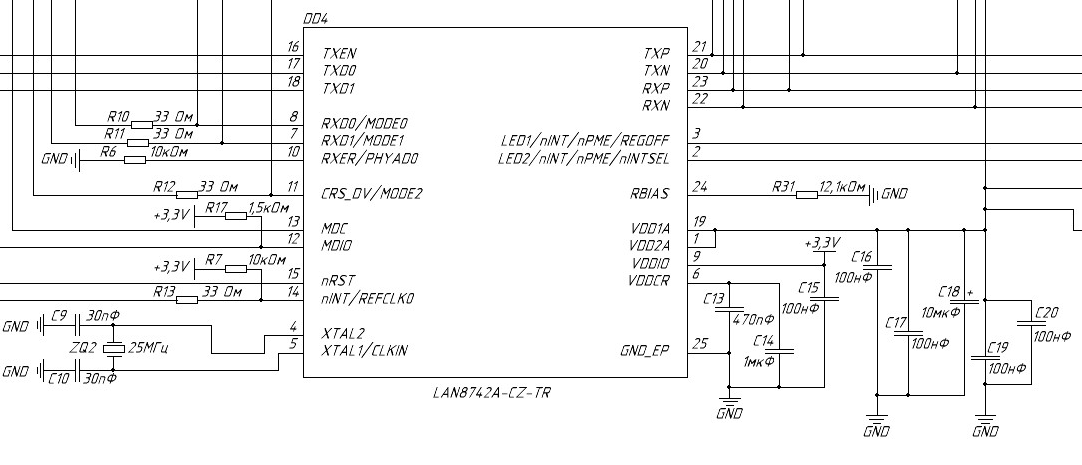 DD4
16 TXEN TXP 21
17 TXD0 TXN 20
18 TXD1 RXP 23
RXN 22
R10 33 Ом 8 RXD0/MODE0
R11 33 Ом 7 RXD1/MODE1 LED1/nINT/nPME/REGOFF 3
GND R6 10кОм 10 RXER/PHYAD0 LED2/nINT/nPME/nINTSEL 2
R12 33 Ом 11 CRS_DV/MODE2 RBIAS 24 R31 12,1кОм GND
+3,3V R17 1,5кОм
13 MDC VDD1A 19
12 MDIO VDD2A 1 +3,3V
+3,3V R7 10кОм VDDIO 9 C16 100нФ
15 nRST VDDCR 6
R13 33 Ом 14 nINT/REFCLK0 C13 470пФ C15 100нФ C18 + 10мкФ
GND C9 30пФ 4 XTAL2 C17 100нФ C20 100нФ
ZQ2 25МГц 5 XTAL1/CLKIN GND_EP 25 C14 1мкФ C19 100нФ
GND C10 30пФ
LAN8742A-CZ-TR
GND GND GND